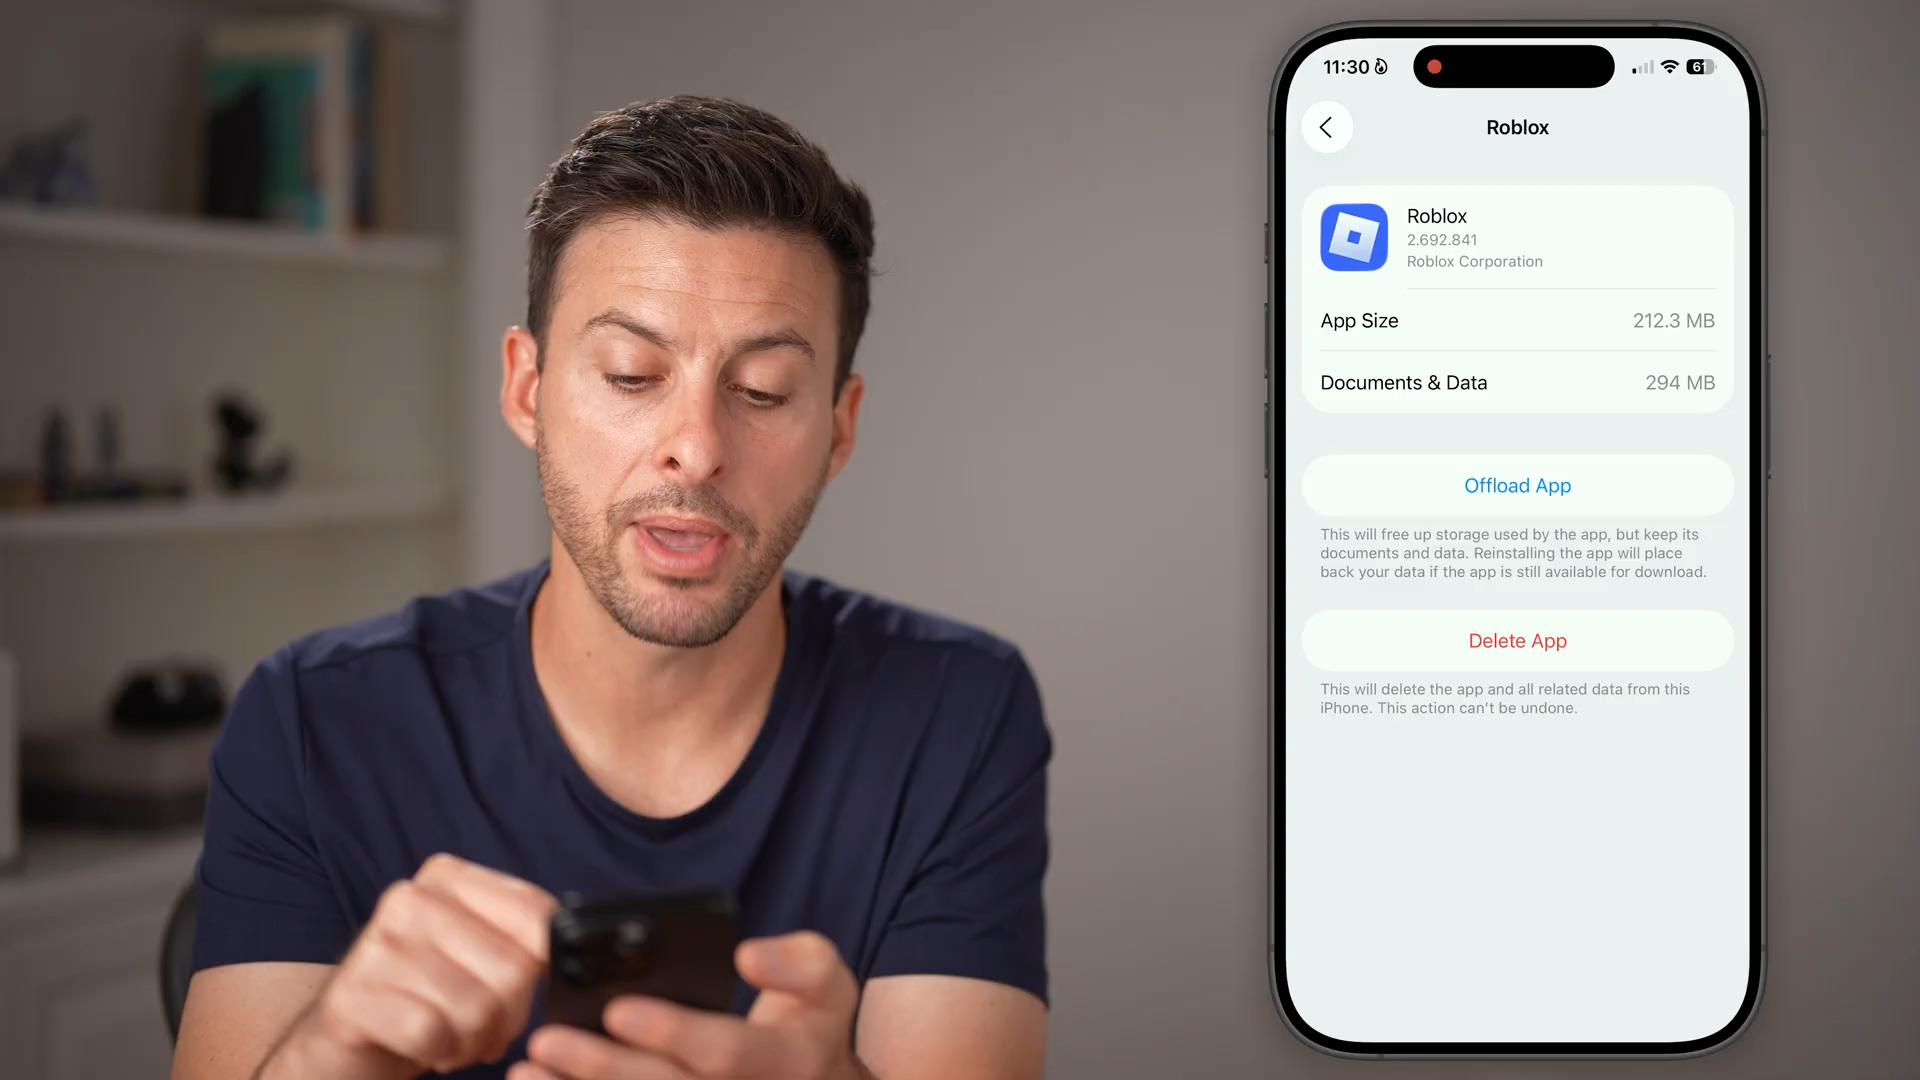 11:30
61
Roblox
Roblox
2.692.841
Roblox Corporation
App Size
212.3 MB
Documents & Data
294 MB
Offload App
This will free up storage used by the app, but keep its
documents and data. Reinstalling the app will place
back your data if the app is still available for download.
Delete App
This will delete the app and all related data from this
iPhone. This action can't be undone.